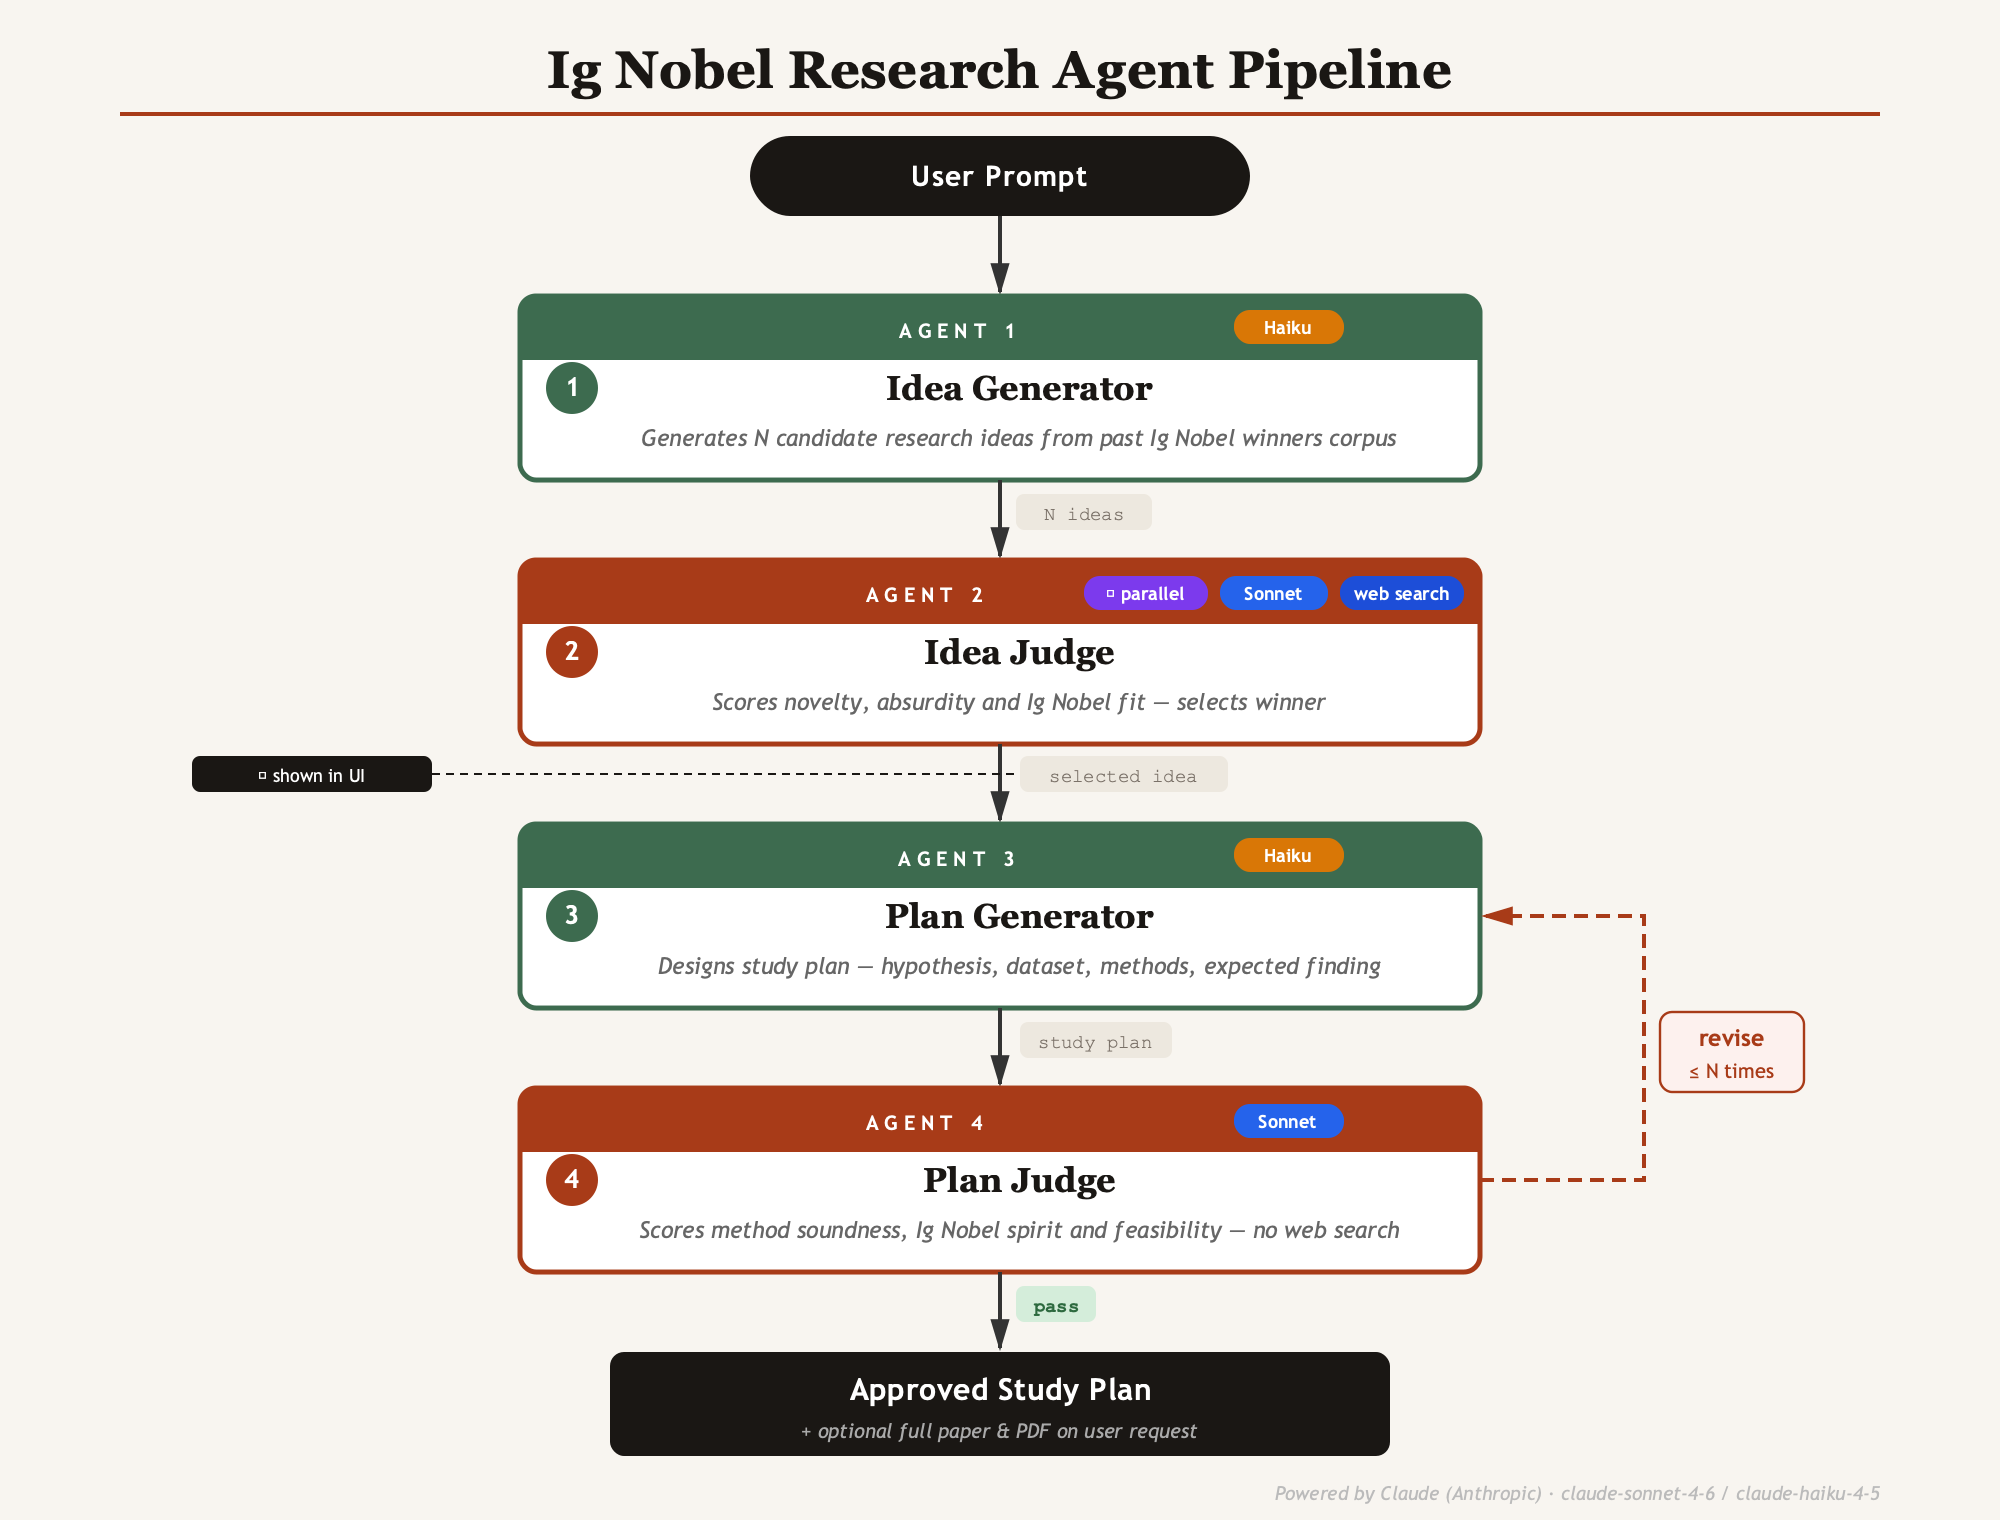 Ig Nobel Research Agent Pipeline
User Prompt
AGENT 1
Haiku
1
Idea Generator
Generates N candidate research ideas from past Ig Nobel winners corpus
N ideas
AGENT 2
parallel
Sonnet
web search
2
Idea Judge
Scores novelty, absurdity and Ig Nobel fit — selects winner
shown in UI
selected idea
AGENT 3
Haiku
3
Plan Generator
Designs study plan — hypothesis, dataset, methods, expected finding
study plan
revise
≤ N times
AGENT 4
Sonnet
4
Plan Judge
Scores method soundness, Ig Nobel spirit and feasibility — no web search
pass
Approved Study Plan
+ optional full paper & PDF on user request
Powered by Claude (Anthropic) · claude-sonnet-4-6 / claude-haiku-4-5